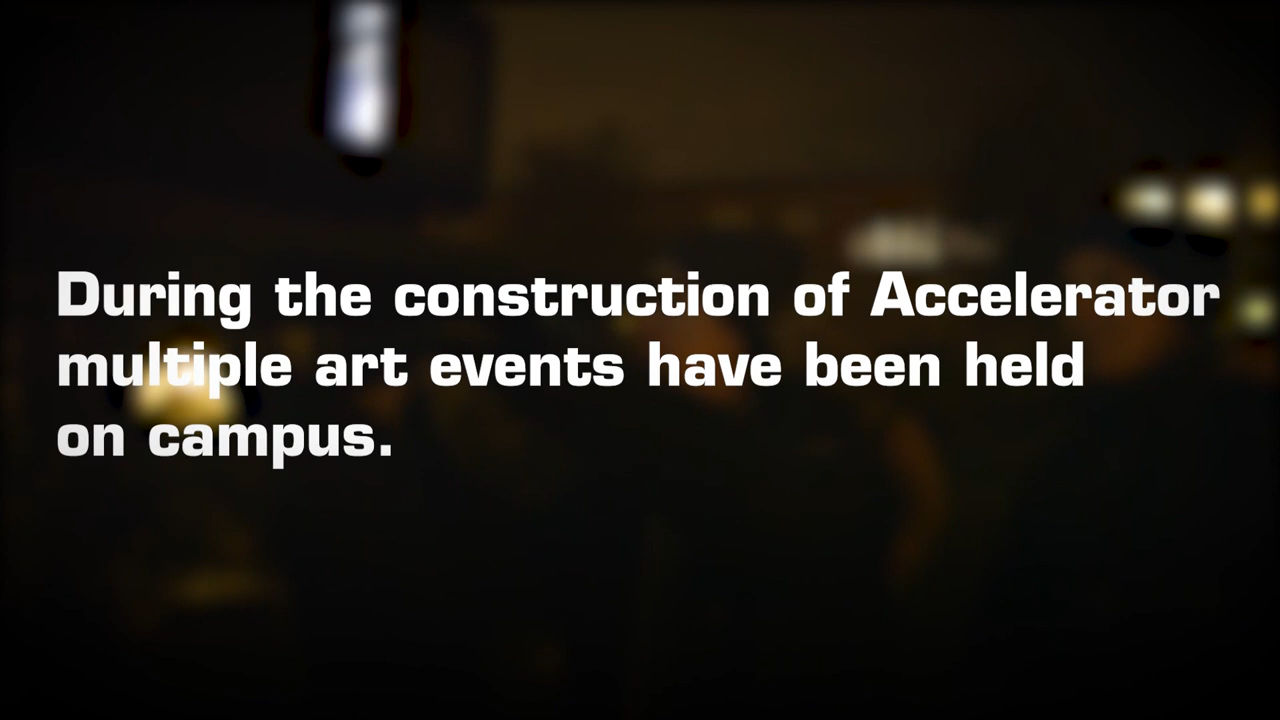 During the construction of Accelerator
multiple art events have been held
on campus.